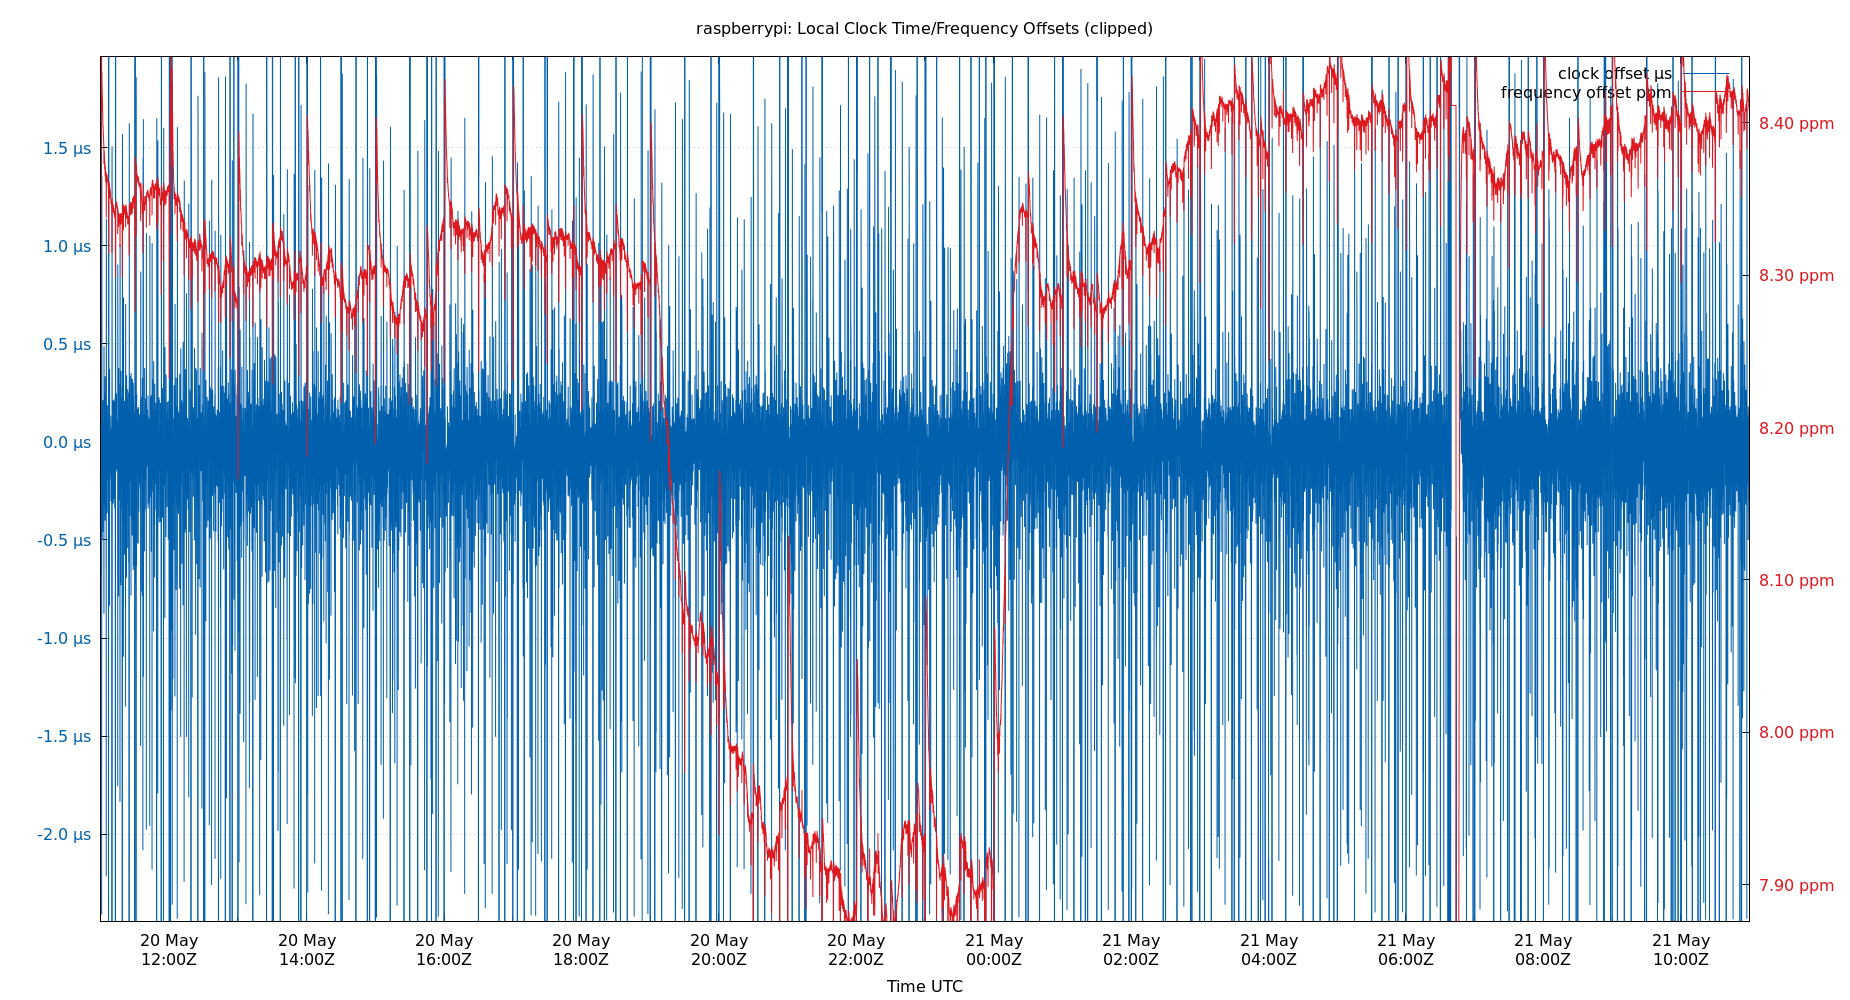 raspberrypi: Local Clock Time/Frequency Offsets (clipped)
clock offset µs
frequency offset ppm
1.5 µs
1.0 µs
0.5 µs
0.0 µs
-0.5 µs
-1.0 µs
-1.5 µs
-2.0 µs
8.40 ppm
8.30 ppm
8.20 ppm
8.10 ppm
8.00 ppm
7.90 ppm
20 May 20 May 20 May 20 May 20 May 20 May 21 May 21 May 21 May 21 May 21 May 21 May
12:00Z 14:00Z 16:00Z 18:00Z 20:00Z 22:00Z 00:00Z 02:00Z 04:00Z 06:00Z 08:00Z 10:00Z
Time UTC